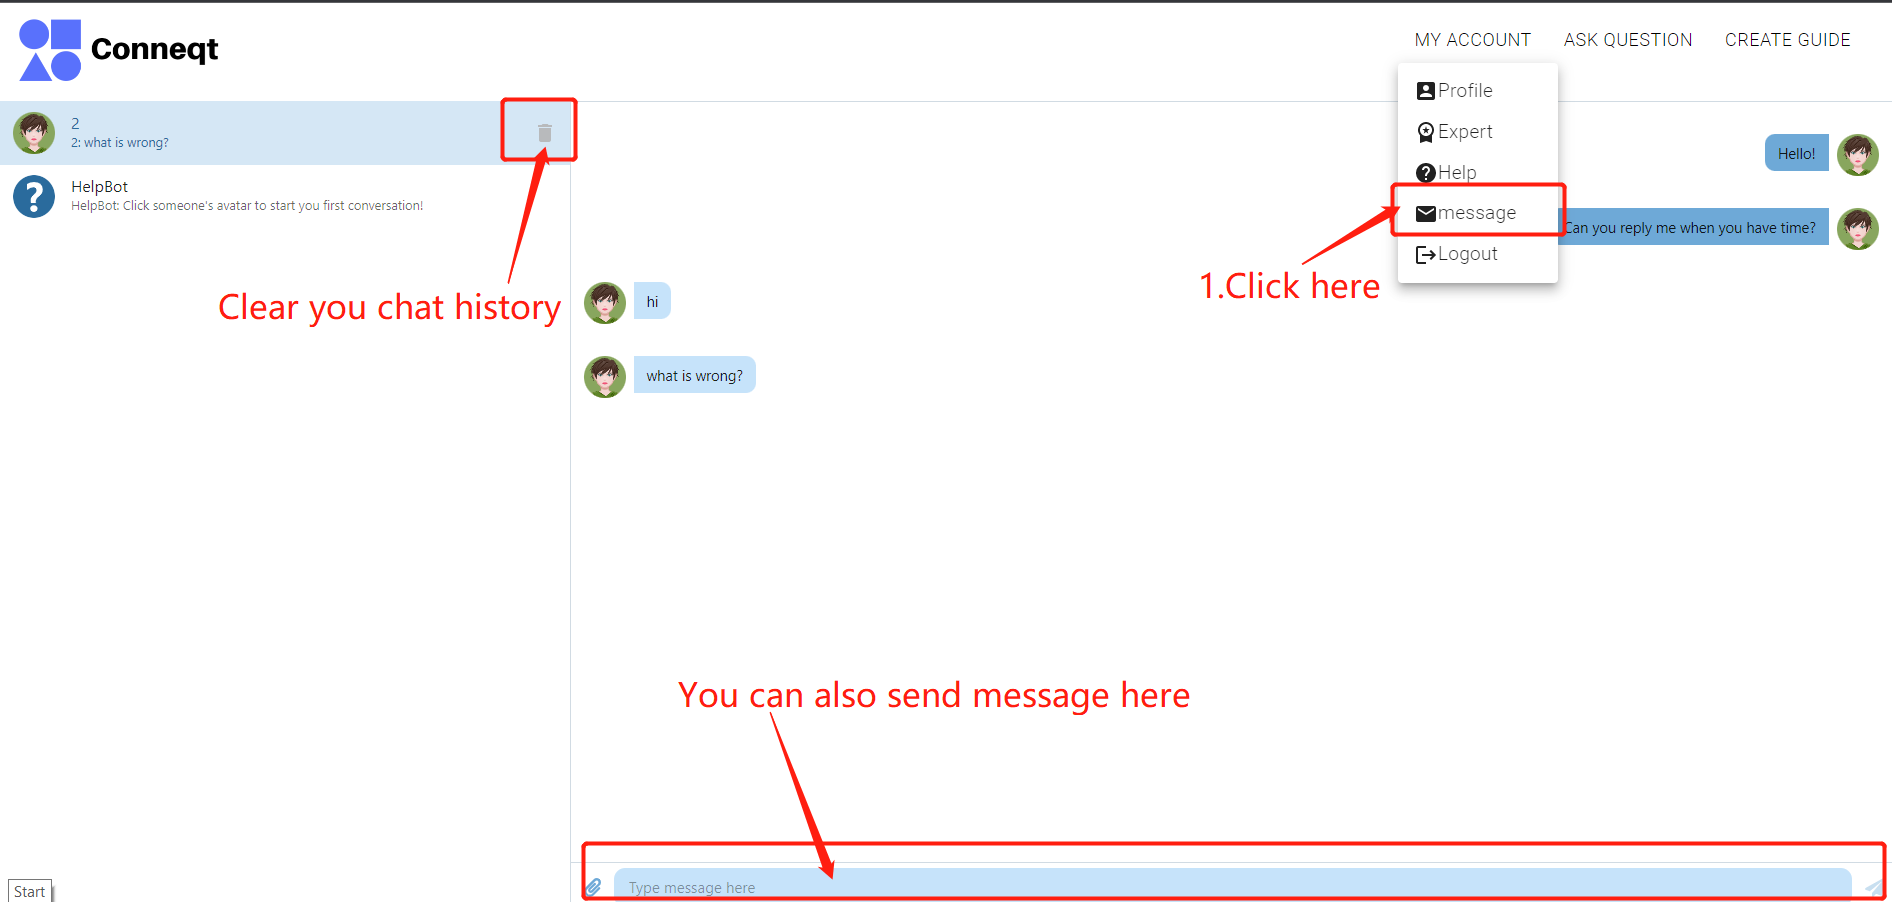 Conneqt
MY ACCOUNT ASK QUESTION CREATE GUIDE
Profile
Expert
Help
message
Logout
2
2: what is wrong?
HelpBot
HelpBot: Click someone's avatar to start you first conversation!
Clear you chat history
1.Click here
Hello!
Can you reply me when you have time?
hi
what is wrong?
You can also send message here
Type message here
Start